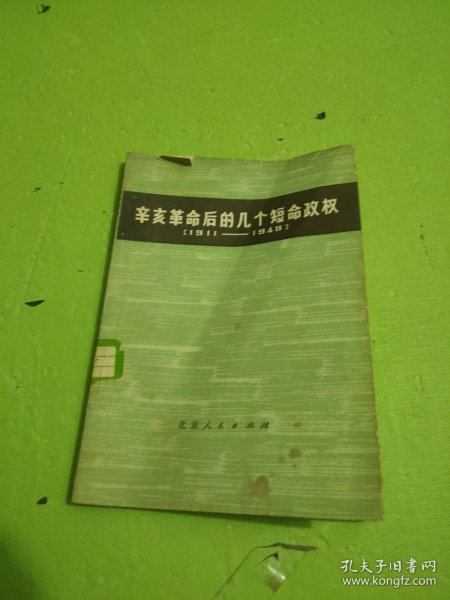 辛亥革命后的几个短命政权
[1911——1949]
北京人民出版社
孔夫子旧书网
www.kongfz.com